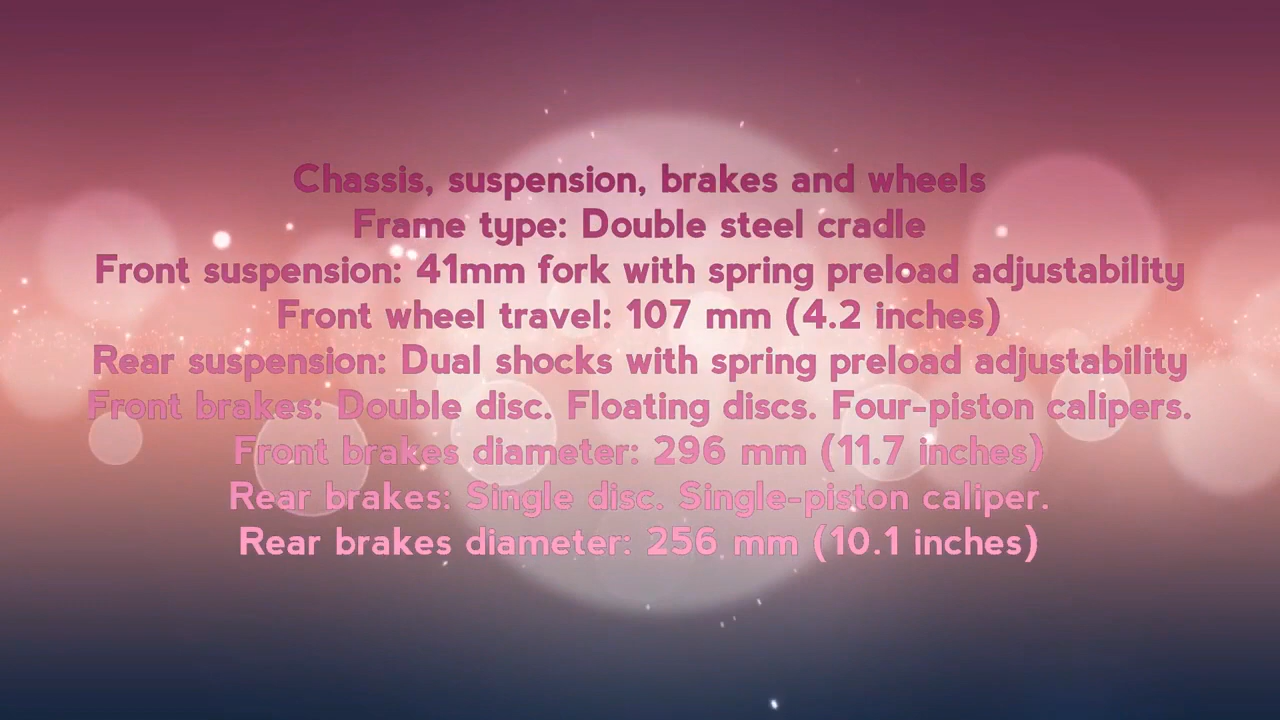 Chassis, suspension, brakes and wheels
Frame type: Double steel cradle
Front suspension: 41mm fork with spring preload adjustability
Front wheel travel: 107 mm (4.2 inches)
Rear suspension: Dual shocks with spring preload adjustability
Front brakes: Double disc. Floating discs. Four-piston calipers.
Front brakes diameter: 296 mm (11.7 inches)
Rear brakes: Single disc. Single-piston caliper.
Rear brakes diameter: 256 mm (10.1 inches)